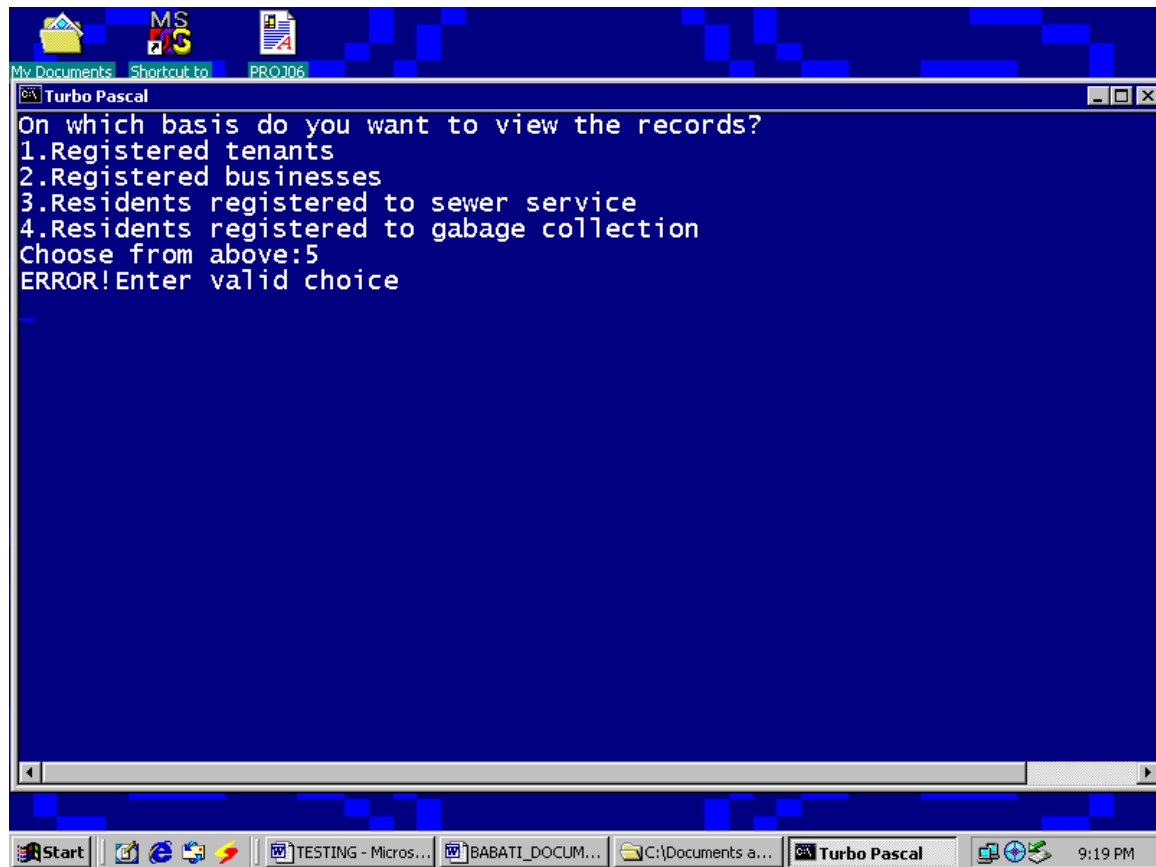 MS
My Documents
Shortcut to
PROJ06
Turbo Pascal
On which basis do you want to view the records?
1.Registered tenants
2.Registered businesses
3.Residents registered to sewer service
4.Residents registered to gabage collection
Choose from above:5
ERROR!Enter valid choice
Start
TESTING - Micros...
BABATI_DOCUM...
C:\Documents a...
Turbo Pascal
9:19 PM